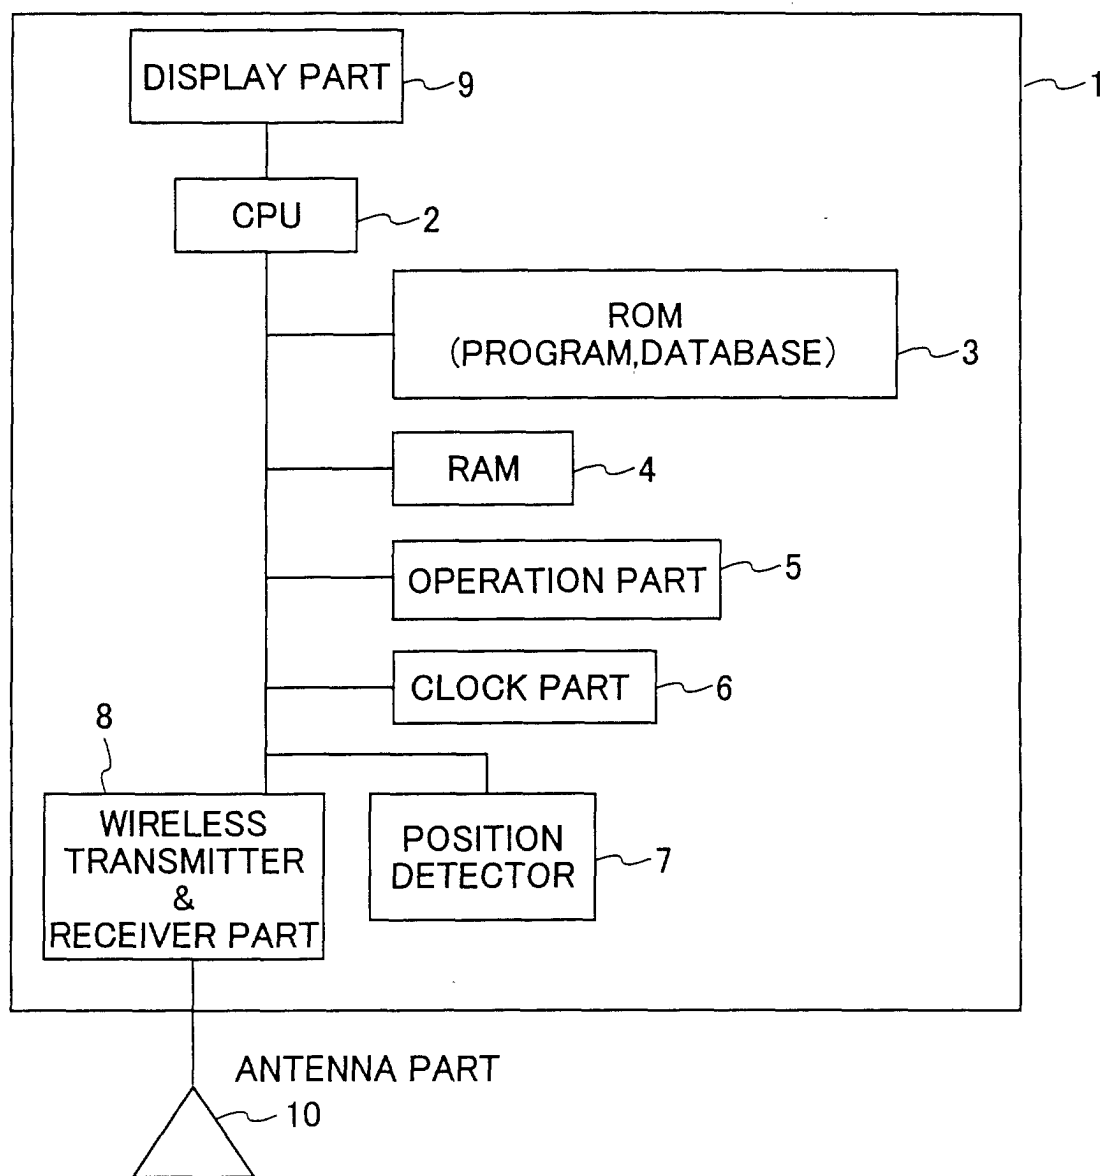 DISPLAY PART
9
1
CPU
2
ROM
(PROGRAM,DATABASE)
3
RAM
4
OPERATION PART
5
CLOCK PART
6
8
WIRELESS
TRANSMITTER
&
RECEIVER PART
POSITION
DETECTOR
7
ANTENNA PART
10